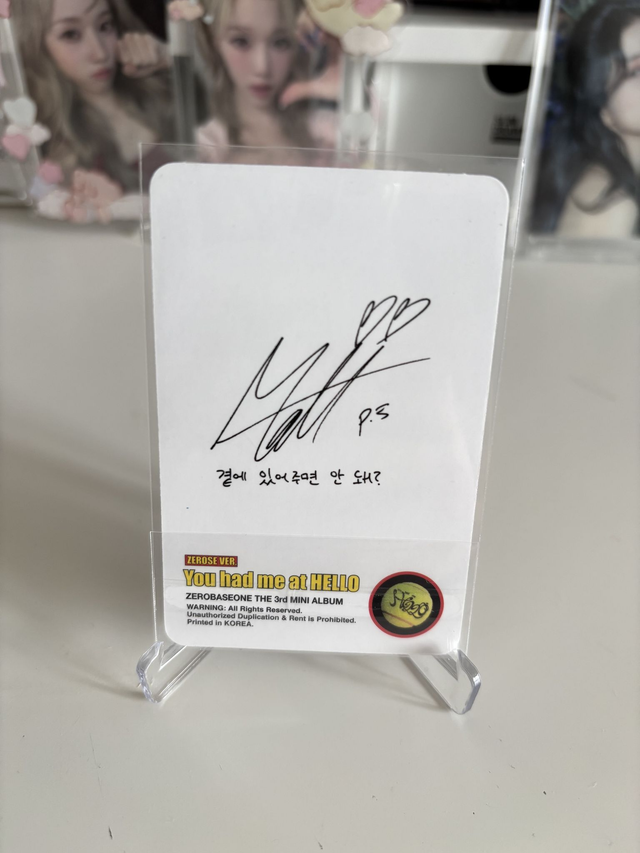 Matt
P.S
곁에 있어주면 안 돼?
ZEROSE VER.
You had me at HELLO
ZEROBASEONE THE 3rd MINI ALBUM
WARNING: All Rights Reserved.
Unauthorized Duplication & Rent is Prohibited.
Printed in KOREA.